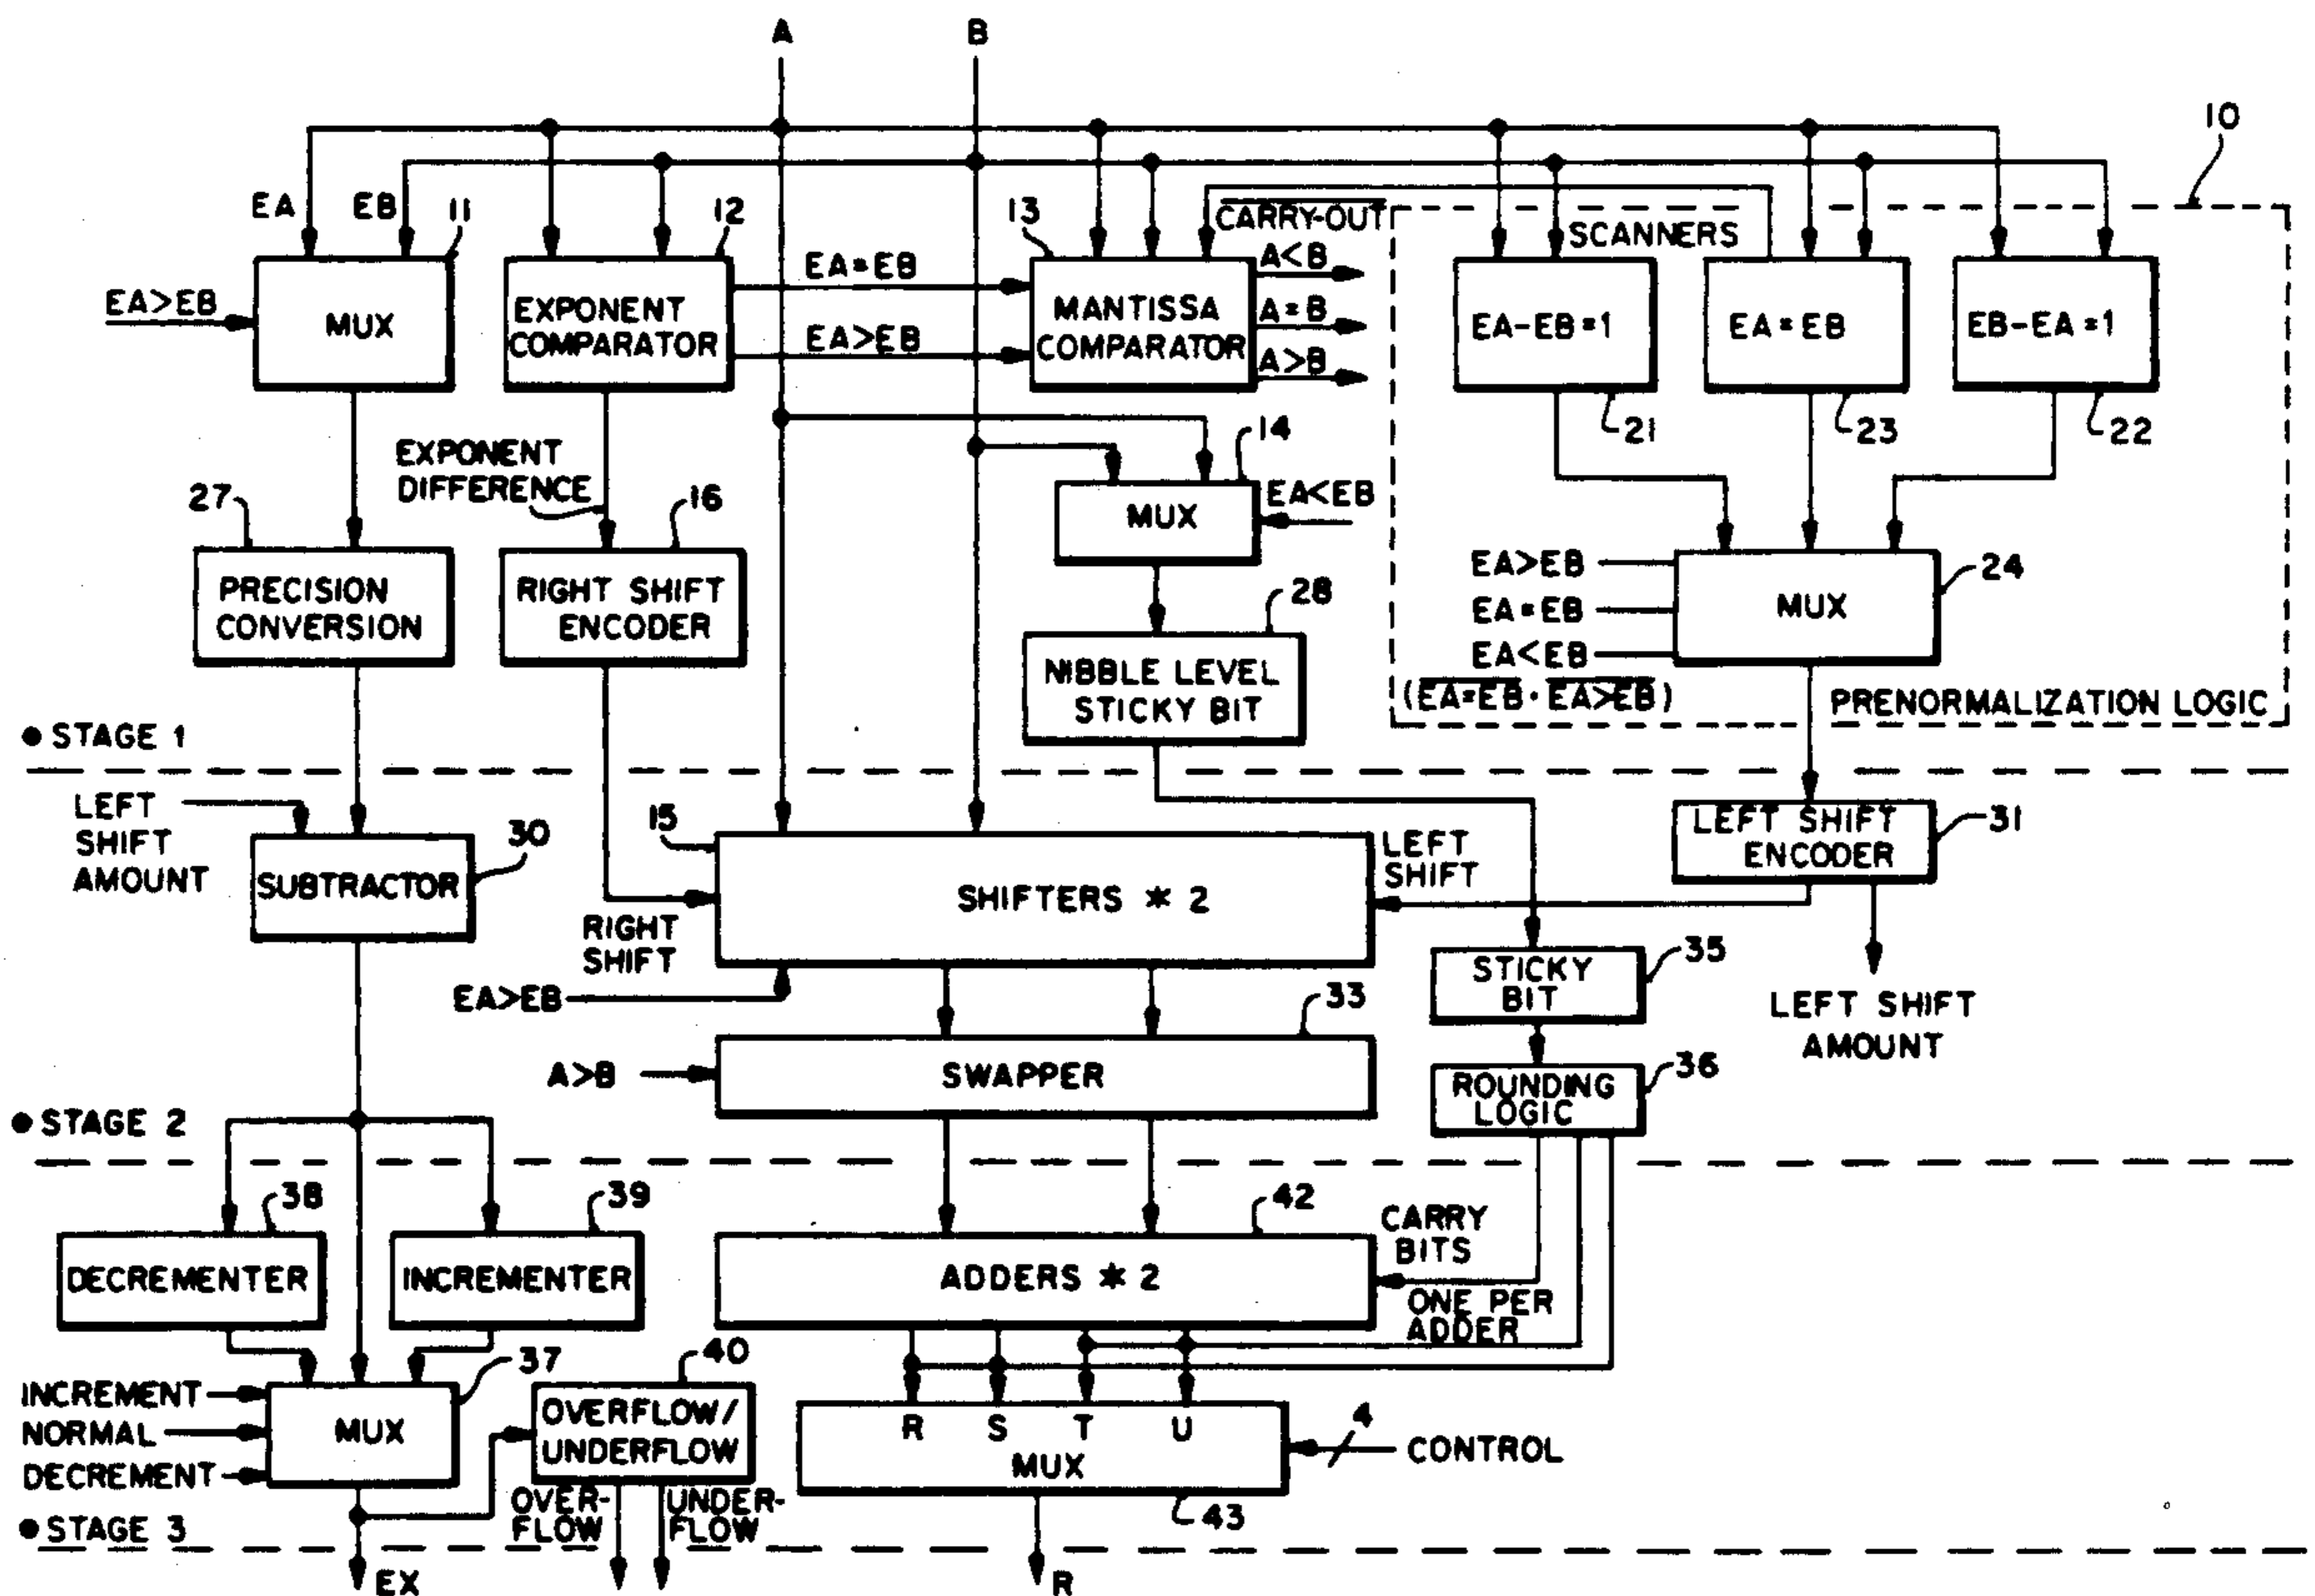 A
B
10
EA
EB
11
12
13
CARRY-OUT
SCANNERS
EA>EB
MUX
EXPONENT
COMPARATOR
EA=EB
EA>EB
MANTISSA
COMPARATOR
A<B
A=B
A>B
EA-EB=1
EA=EB
EB-EA=1
21
23
22
EXPONENT
DIFFERENCE
14
MUX
EA<EB
27
16
PRECISION
CONVERSION
RIGHT SHIFT
ENCODER
28
NIBBLE LEVEL
STICKY BIT
EA>EB
EA=EB
EA<EB
(EA=EB · EA>EB)
MUX
24
PRENORMALIZATION LOGIC
● STAGE 1
LEFT
SHIFT
AMOUNT
30
SUBTRACTOR
15
SHIFTERS * 2
LEFT
SHIFT
LEFT SHIFT
ENCODER
31
RIGHT
SHIFT
EA>EB
33
STICKY
BIT
35
LEFT SHIFT
AMOUNT
A>B
SWAPPER
ROUNDING
LOGIC
36
● STAGE 2
38
39
42
CARRY
BITS
DECREMENTER
INCREMENTER
ADDERS * 2
ONE PER
ADDER
37
40
INCREMENT
NORMAL
DECREMENT
MUX
OVERFLOW/
UNDERFLOW
R S T U
MUX
4
CONTROL
OVER-
FLOW
UNDER-
FLOW
43
● STAGE 3
EX
R